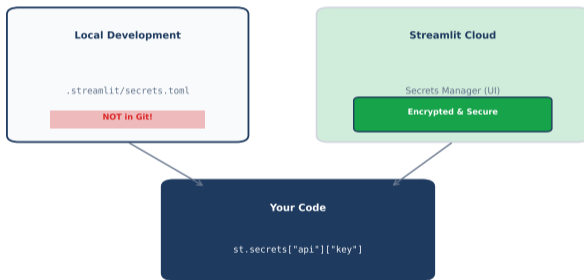 Local Development
.streamlit/secrets.toml
NOT in Git!
Streamlit Cloud
Secrets Manager (UI)
Encrypted & Secure
Your Code
st.secrets["api"]["key"]